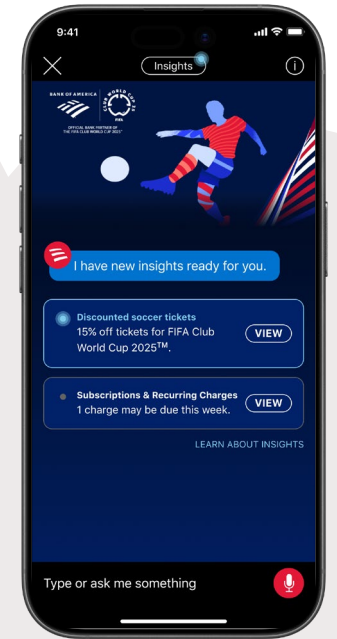 9:41
Insights
BANK OF AMERICA
CLUB WORLD CUP 25
FIFA
OFFICIAL BANK PARTNER OF
THE FIFA CLUB WORLD CUP 2025™
I have new insights ready for you.
Discounted soccer tickets
15% off tickets for FIFA Club
World Cup 2025™.
VIEW
Subscriptions & Recurring Charges
1 charge may be due this week.
VIEW
LEARN ABOUT INSIGHTS
Type or ask me something